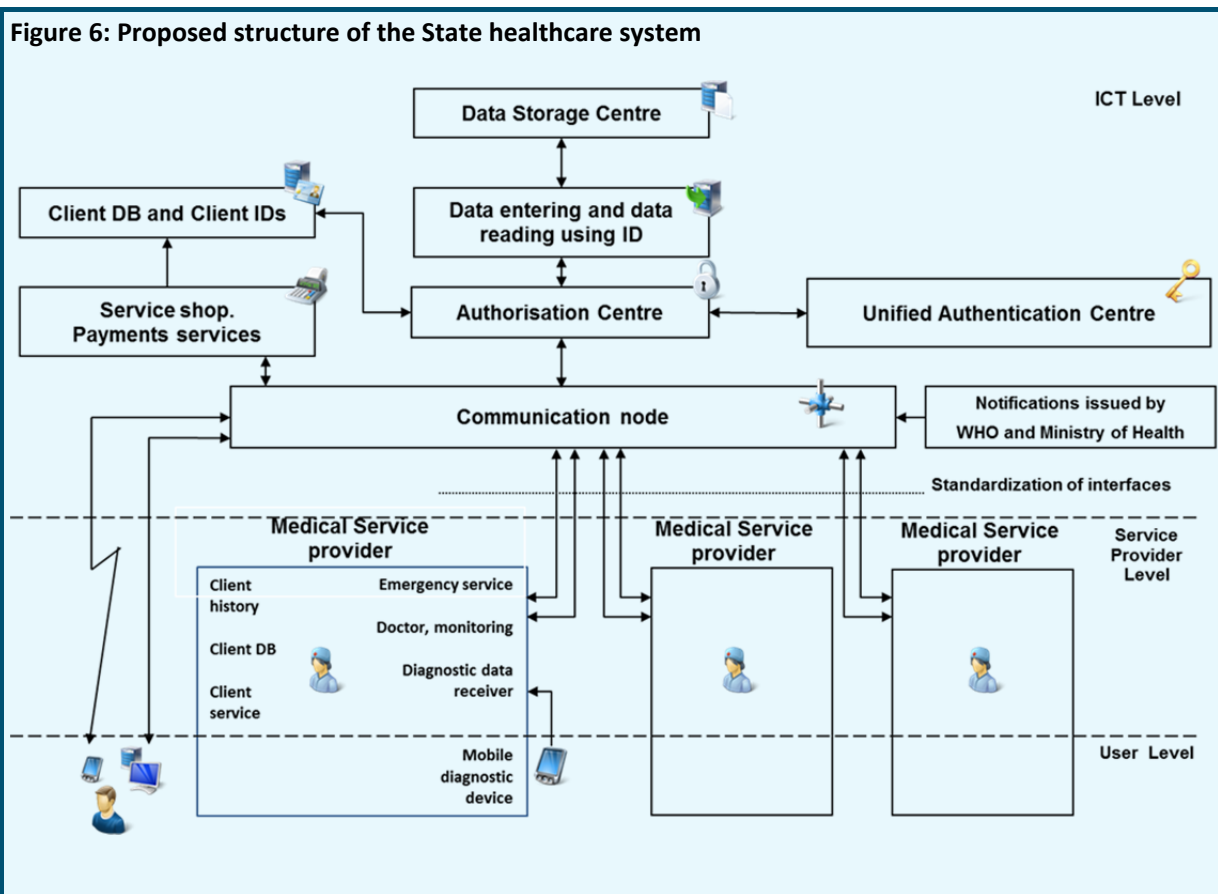 Figure 6: Proposed structure of the State healthcare system
ICT Level
Data Storage Centre
Client DB and Client IDs
Data entering and data
reading using ID
Service shop.
Payments services
Authorisation Centre
Unified Authentication Centre
Communication node
Notifications issued by
WHO and Ministry of Health
Standardization of interfaces
Medical Service
provider
Medical Service
provider
Medical Service
provider
Service
Provider
Level
Client
history
Emergency service
Doctor, monitoring
Client DB
Diagnostic data
receiver
Client
service
Mobile
diagnostic
device
User Level